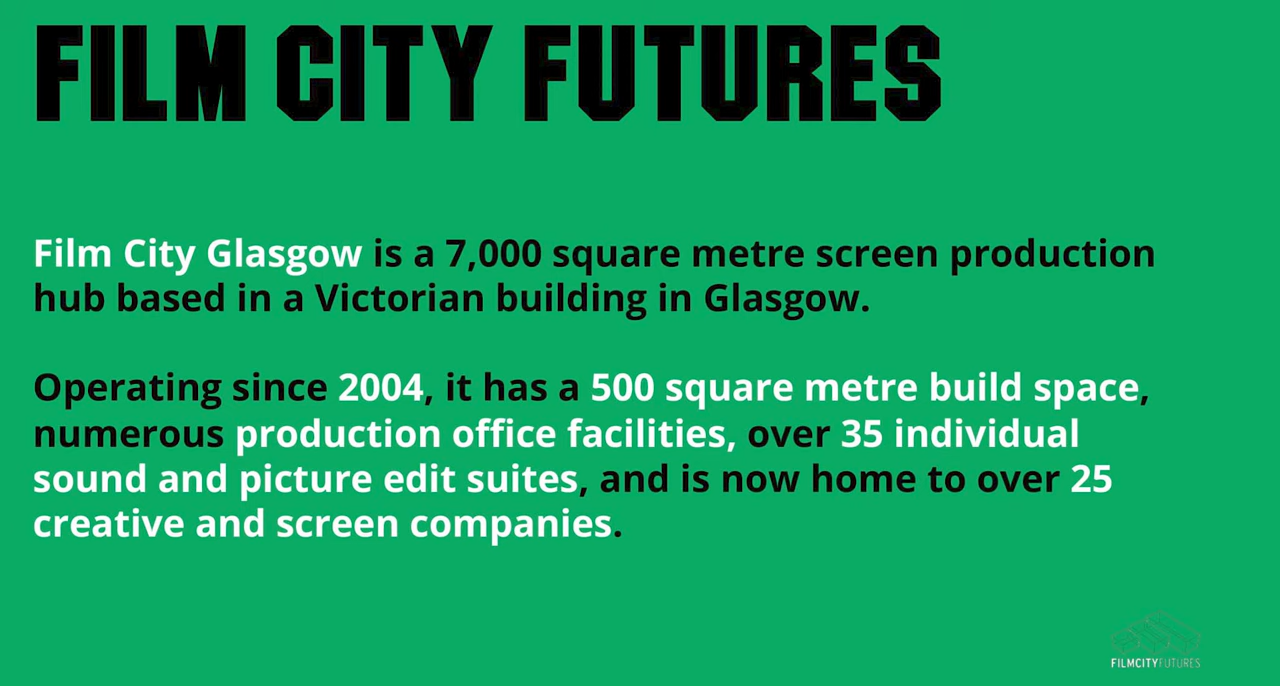 FILM CITY FUTURES
Film City Glasgow is a 7,000 square metre screen production
hub based in a Victorian building in Glasgow.
Operating since 2004, it has a 500 square metre build space,
numerous production office facilities, over 35 individual
sound and picture edit suites, and is now home to over 25
creative and screen companies.
FILMCITYFUTURES